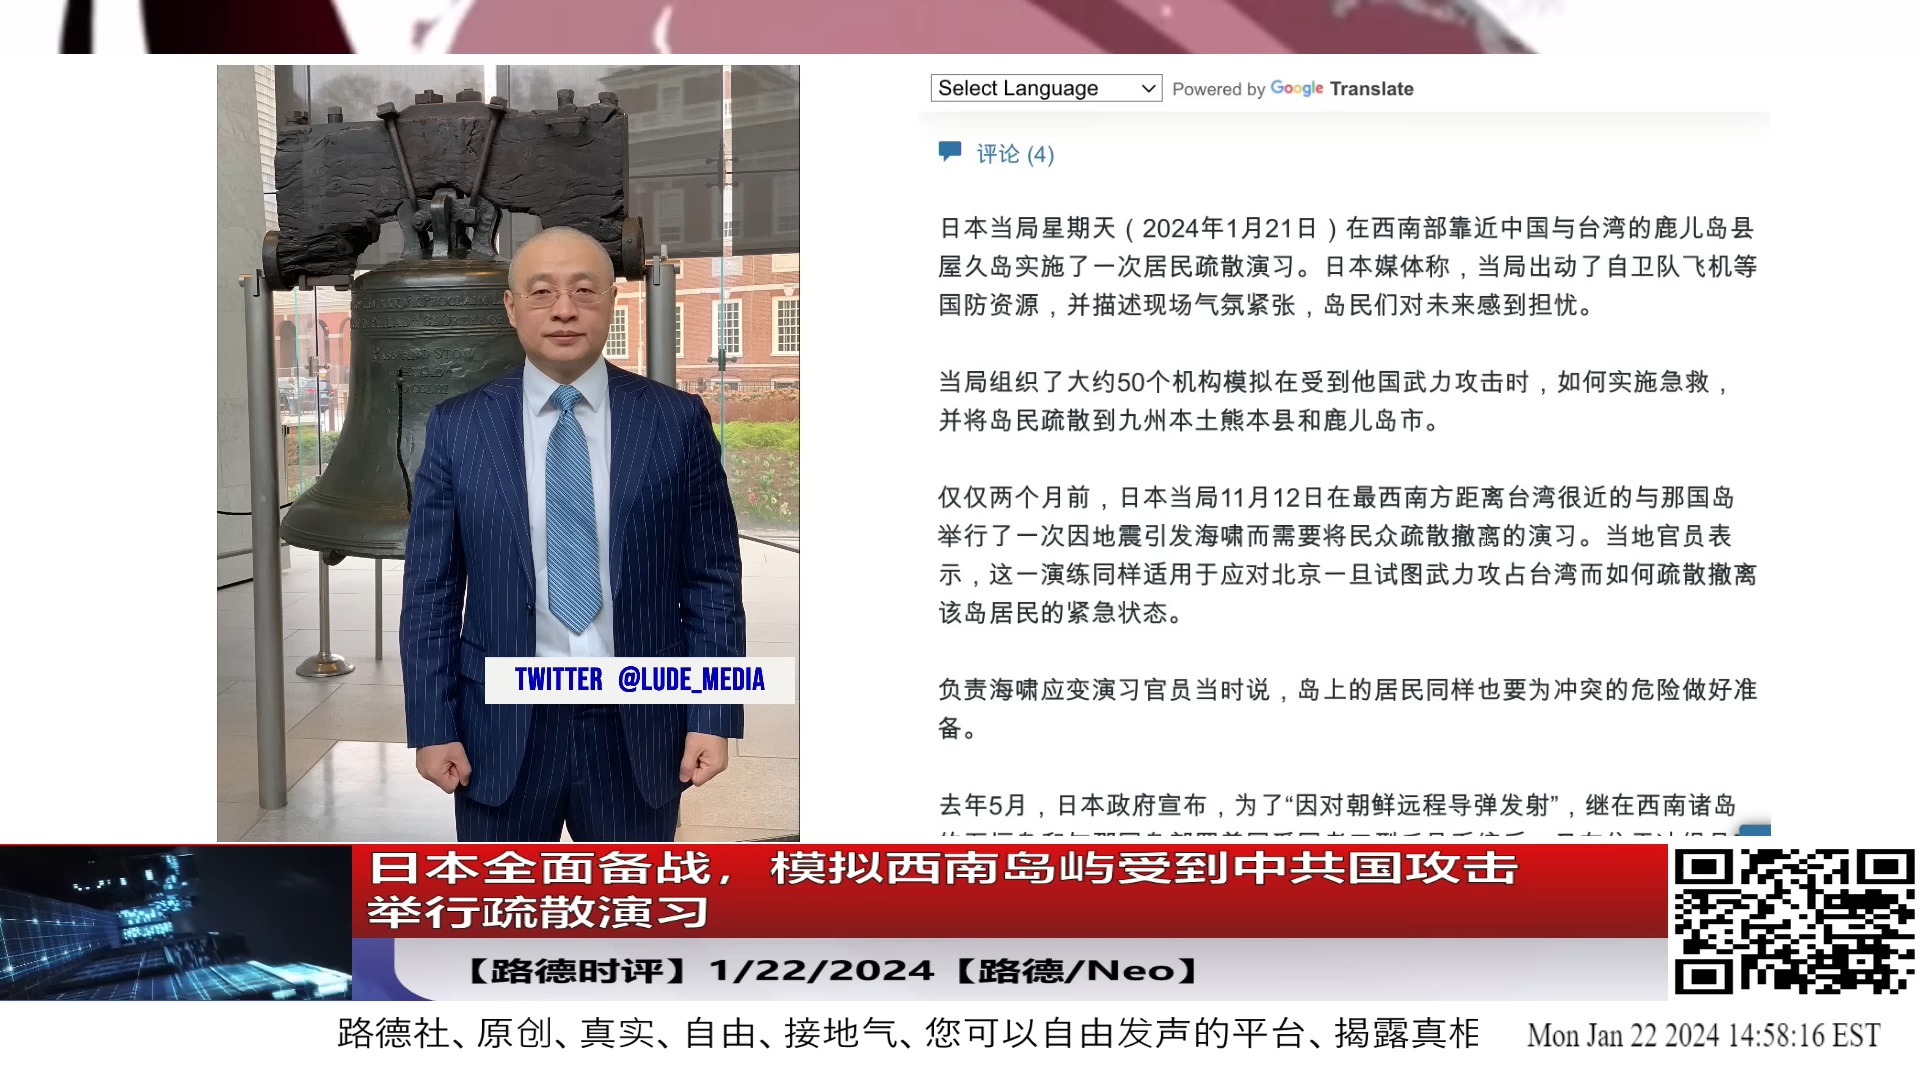 Select Language
Powered by Google Translate
评论 (4)
日本当局星期天（2024年1月21日）在西南部靠近中国与台湾的鹿儿岛县
屋久岛实施了一次居民疏散演习。日本媒体称，当局出动了自卫队飞机等
国防资源，并描述现场气氛紧张，岛民们对未来感到担忧。
当局组织了大约50个机构模拟在受到他国武力攻击时，如何实施急救，
并将岛民疏散到九州本土熊本县和鹿儿岛市。
仅仅两个月前，日本当局11月12日在最西南方距离台湾很近的与那国岛
举行了一次因地震引发海啸而需要将民众疏散撤离的演习。当地官员表
示，这一演练同样适用于应对北京一旦试图武力攻占台湾而如何疏散撤离
该岛居民的紧急状态。
负责海啸应变演习官员当时说，岛上的居民同样也要为冲突的危险做好准
备。
去年5月，日本政府宣布，为了“因对朝鲜远程导弹发射”，继在西南诸岛
PASS AND STOW
TWITTER @LUDE_MEDIA
日本全面备战，模拟西南岛屿受到中共国攻击
举行疏散演习
【路德时评】1/22/2024【路德/Neo】
路德社、原创、真实、自由、接地气、您可以自由发声的平台、揭露真相
Mon Jan 22 2024 14:58:16 EST